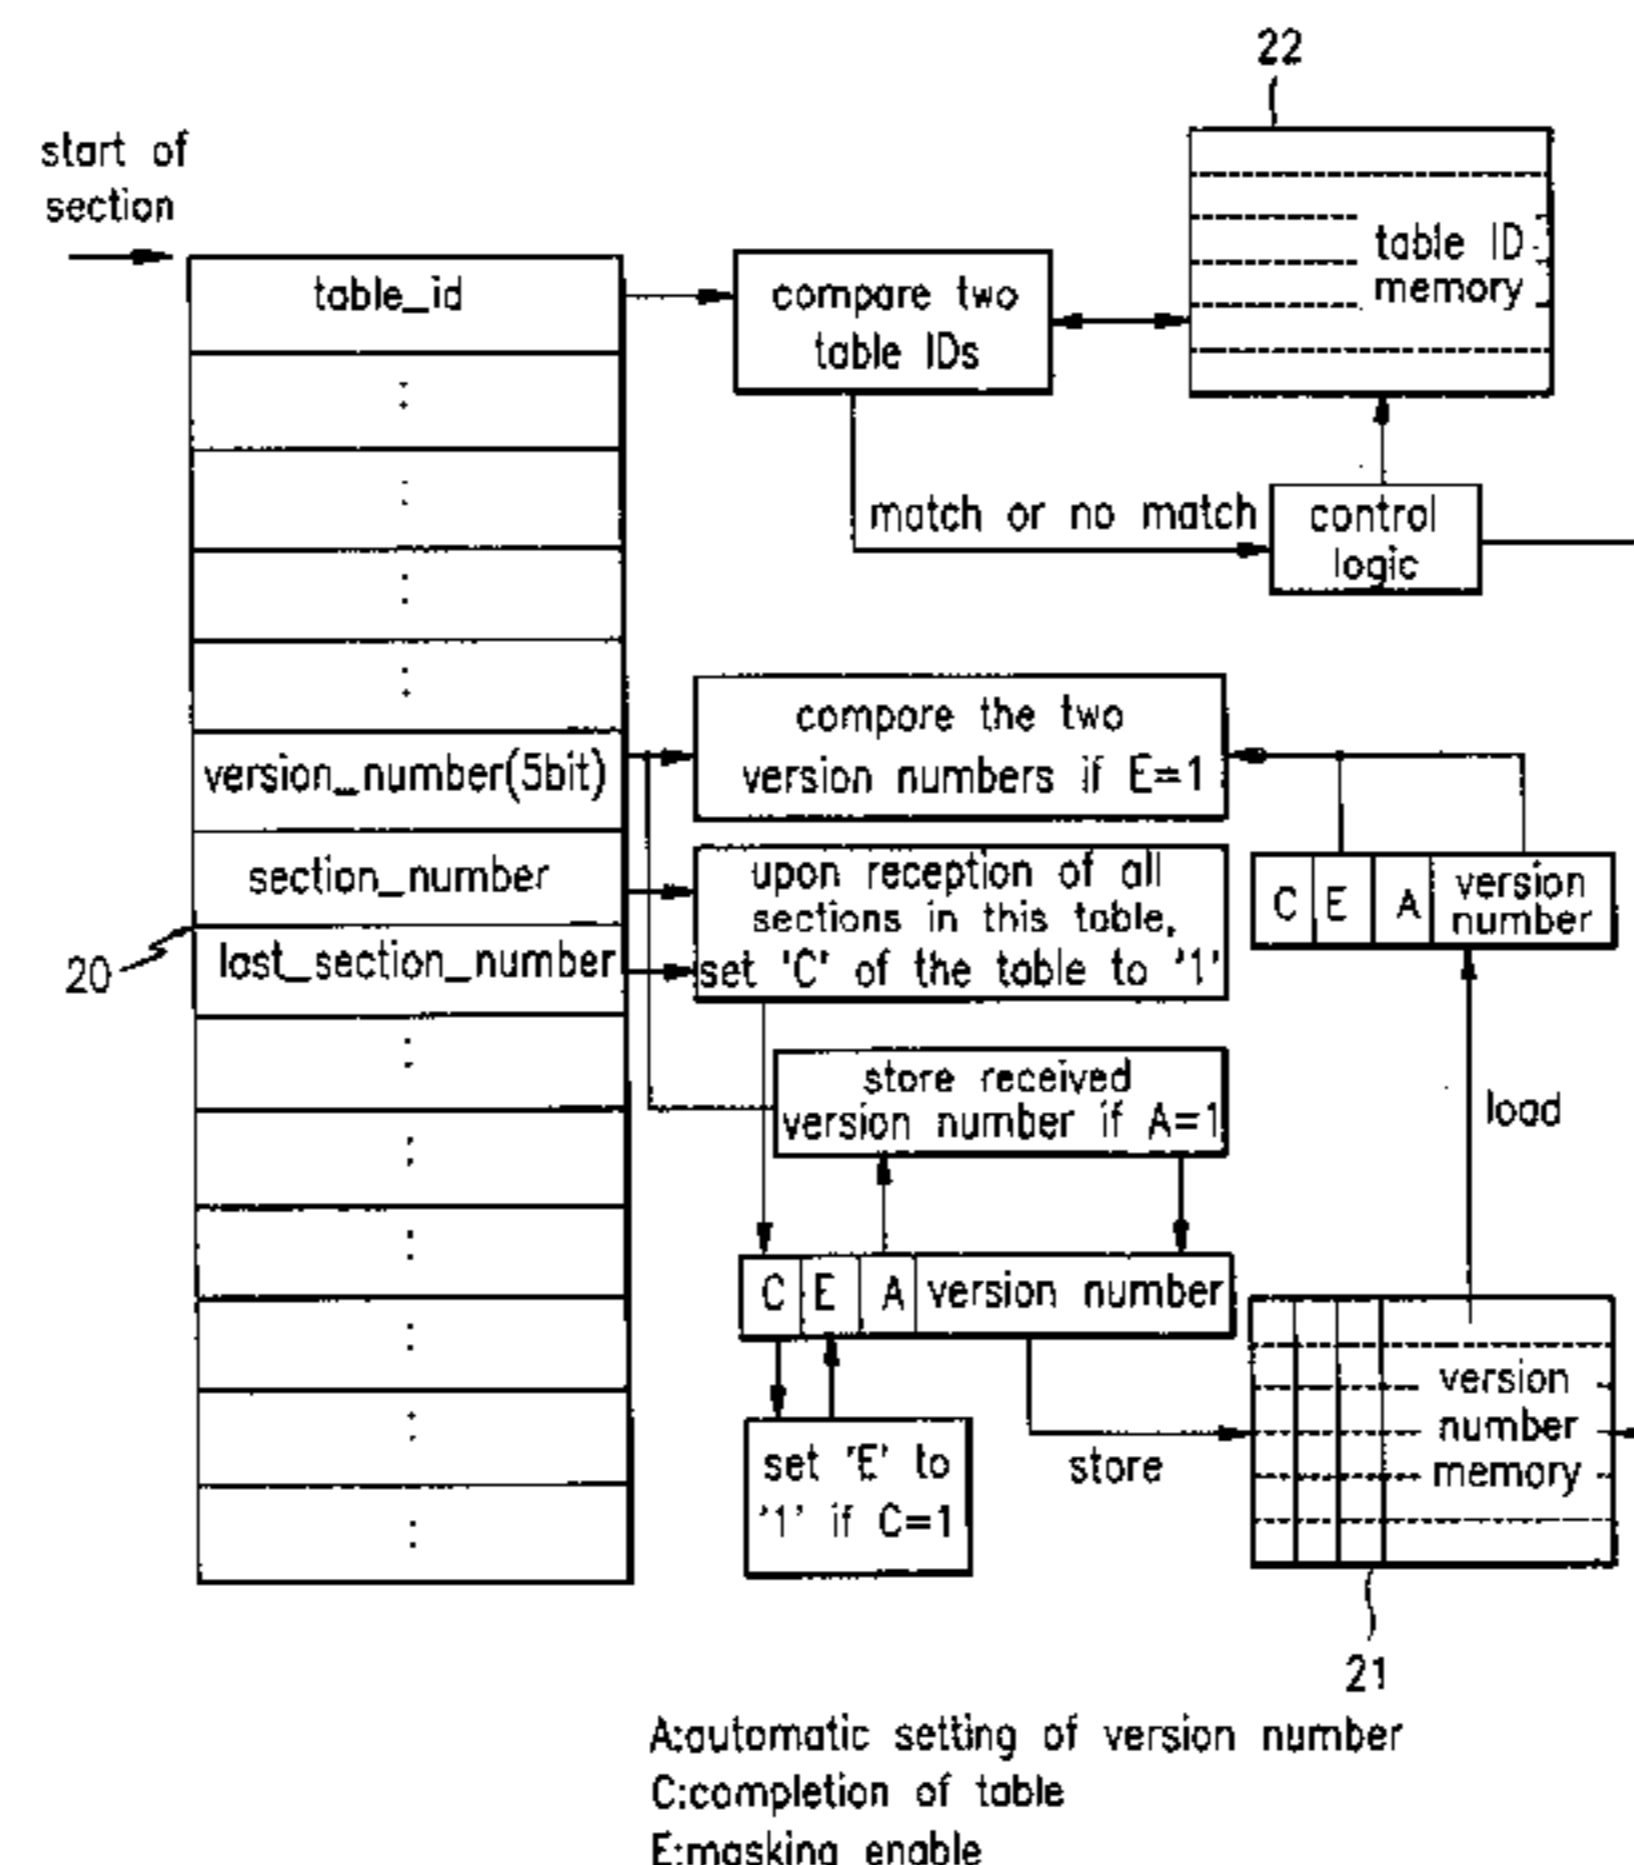 22
start of
section
table_id
compare two
table IDs
table ID
memory
match or no match
control
logic
version_number(5bit)
compore the two
version numbers if E=1
section_number
upon reception of all
sections in this table,
set 'C' of the table to '1'
C E A version
number
20
last_section_number
store received
version number if A=1
load
C E A version number
version
number
memory
set 'E' to
'1' if C=1
store
21
A:automatic setting of version number
C:completion of table
E:masking enable